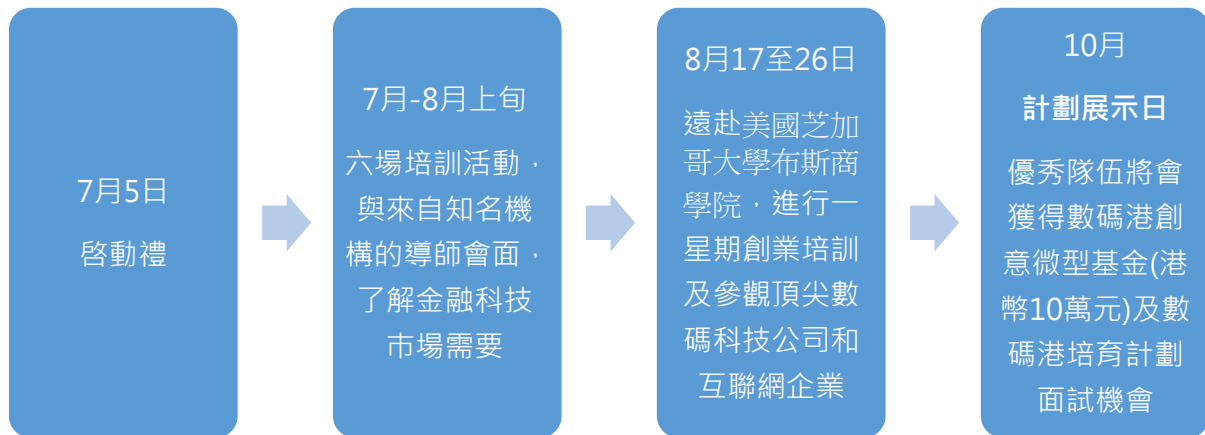 7月5日
啓動禮
7月-8月上旬
六場培訓活動，
與來自知名機
構的導師會面，
了解金融科技
市場需要
8月17至26日
遠赴美國芝加
哥大學布斯商
學院，進行一
星期創業培訓
及參觀頂尖數
碼科技公司和
互聯網企業
10月
計劃展示日
優秀隊伍將會
獲得數碼港創
意微型基金(港
幣10萬元)及數
碼港培育計劃
面試機會